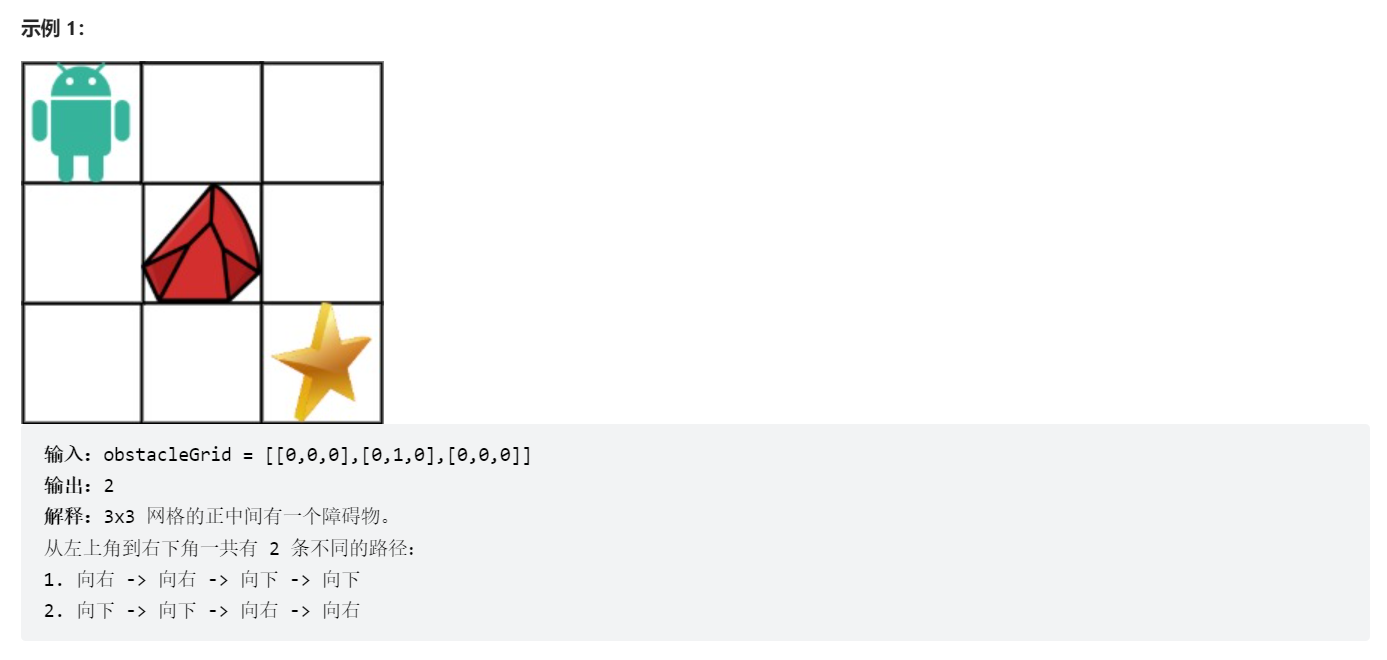 示例 1：
输入：obstacleGrid = [[0,0,0],[0,1,0],[0,0,0]]
输出：2
解释：3x3 网格的正中间有一个障碍物。
从左上角到右下角一共有 2 条不同的路径：
1. 向右 -> 向右 -> 向下 -> 向下
2. 向下 -> 向下 -> 向右 -> 向右